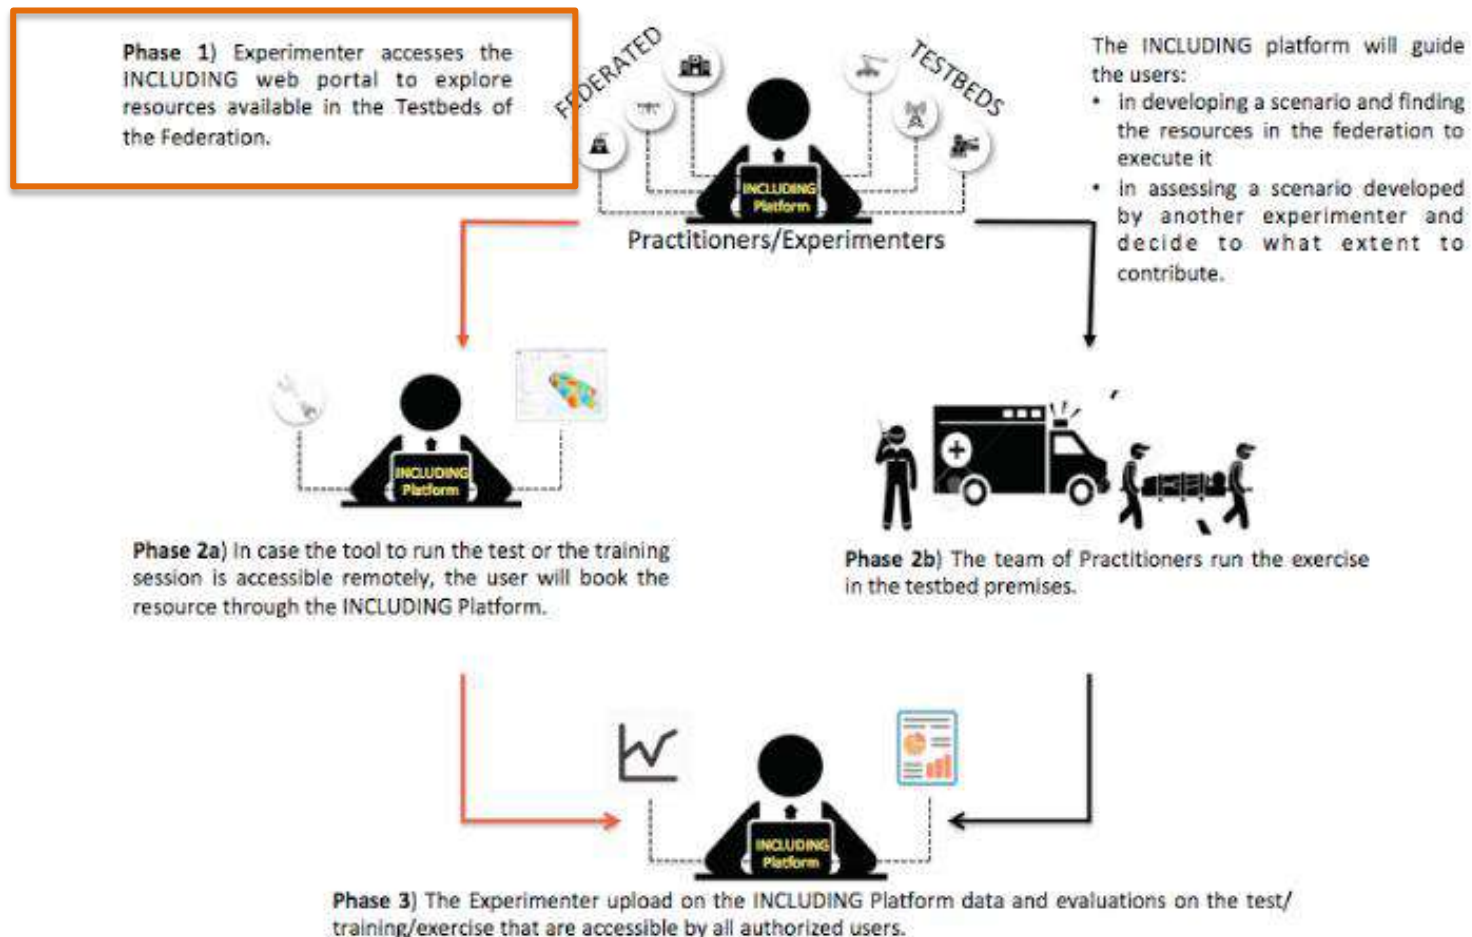 Phase 1) Experimenter accesses the
INCLUDING web portal to explore
resources available in the Testbeds of
the Federation.
FEDERATED
TESTBEDS
INCLUDING
Platform
Practitioners/Experimenters
The INCLUDING platform will guide
the users:
• in developing a scenario and finding
the resources in the federation to
execute it
• in assessing a scenario developed
by another experimenter and
decide to what extent to
contribute.
INCLUDING
Platform
Phase 2a) In case the tool to run the test or the training
session is accessible remotely, the user will book the
resource through the INCLUDING Platform.
Phase 2b) The team of Practitioners run the exercise
in the testbed premises.
INCLUDING
Platform
Phase 3) The Experimenter upload on the INCLUDING Platform data and evaluations on the test/
training/exercise that are accessible by all authorized users.